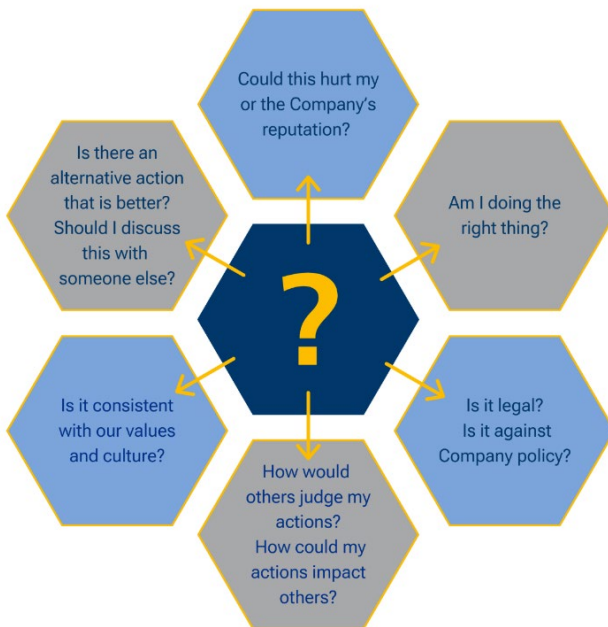 Could this hurt my
or the Company's
reputation?
Is there an
alternative action
that is better?
Should I discuss
this with
someone else?
Am I doing the
right thing?
?
Is it consistent
with our values
and culture?
Is it legal?
Is it against
Company policy?
How would
others judge my
actions?
How could my
actions impact
others?